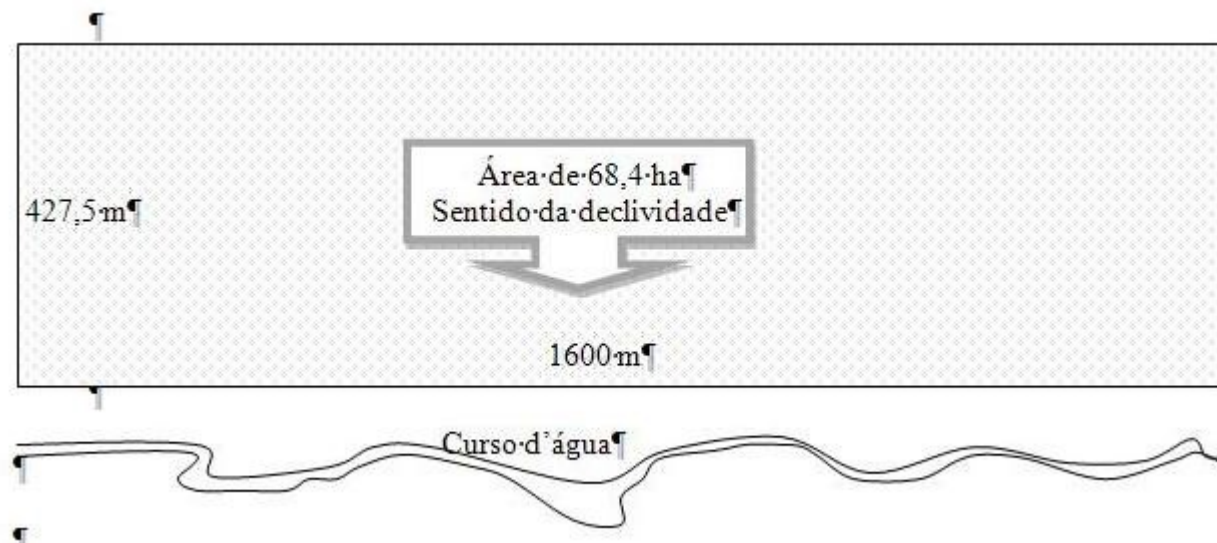 ¶
Área·de·68,4·ha¶
Sentido·da·declividade¶
427,5·m¶
1600·m¶
¶
Curso·d’água¶
¶
¶